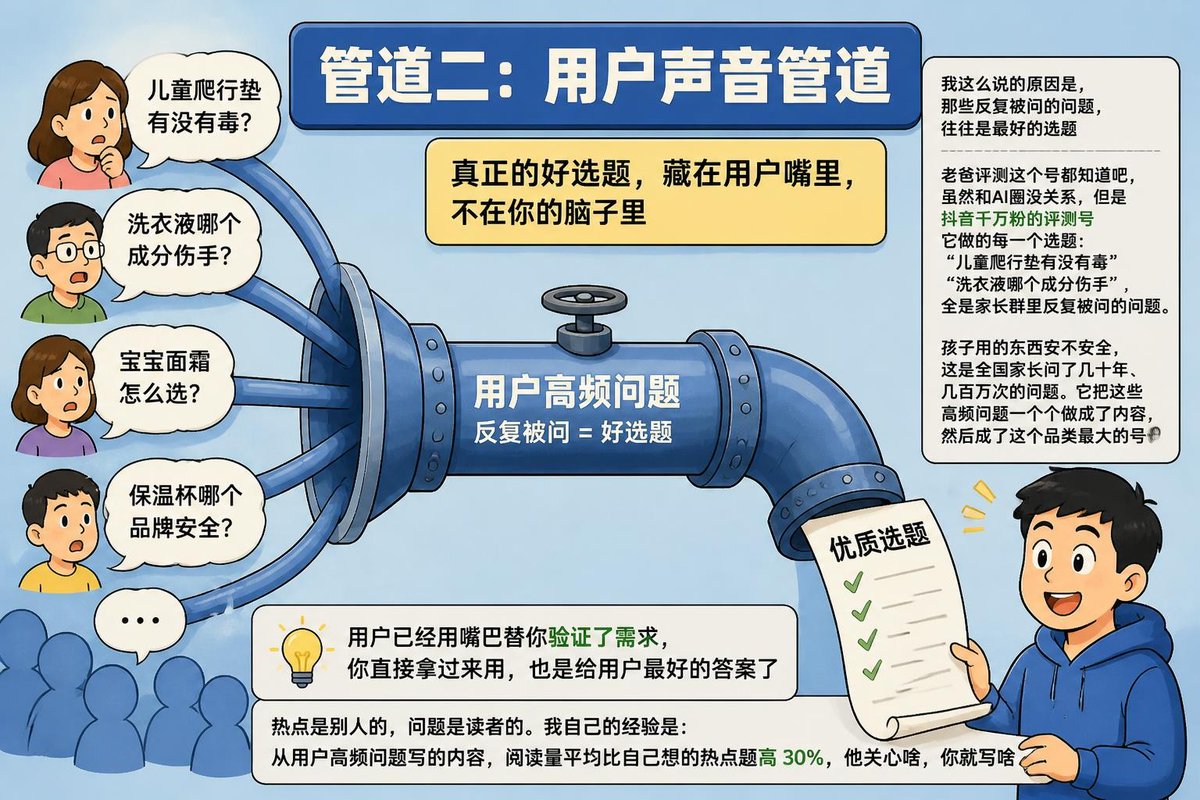 管道二：用户声音管道
真正的好选题，藏在用户嘴里，
不在你的脑子里
儿童爬行垫
有没有毒？
洗衣液哪个
成分伤手？
宝宝面霜
怎么选？
保温杯哪个
品牌安全？
...
用户高频问题
反复被问 = 好选题
优质选题
我这么说的原因是，
那些反复被问的问题，
往往是最好的选题
老爸评测这个号都知道吧，
虽然和AI圈没关系，但是
抖音千万粉的评测号
它做的每一个选题：
“儿童爬行垫有没有毒”
“洗衣液哪个成分伤手”，
全是家长群里反复被问的问题。
孩子用的东西安不安全，
这是全国家长问了几十年、
几百万次的问题。它把这些
高频问题一个个做成了内容，
然后成了这个品类最大的号
用户已经用嘴巴替你验证了需求，
你直接拿过来用，也是给用户最好的答案了
热点是别人的，问题是读者的。我自己的经验是：
从用户高频问题写的内容，阅读量平均比自己想的热点题高 30%，他关心啥，你就写啥